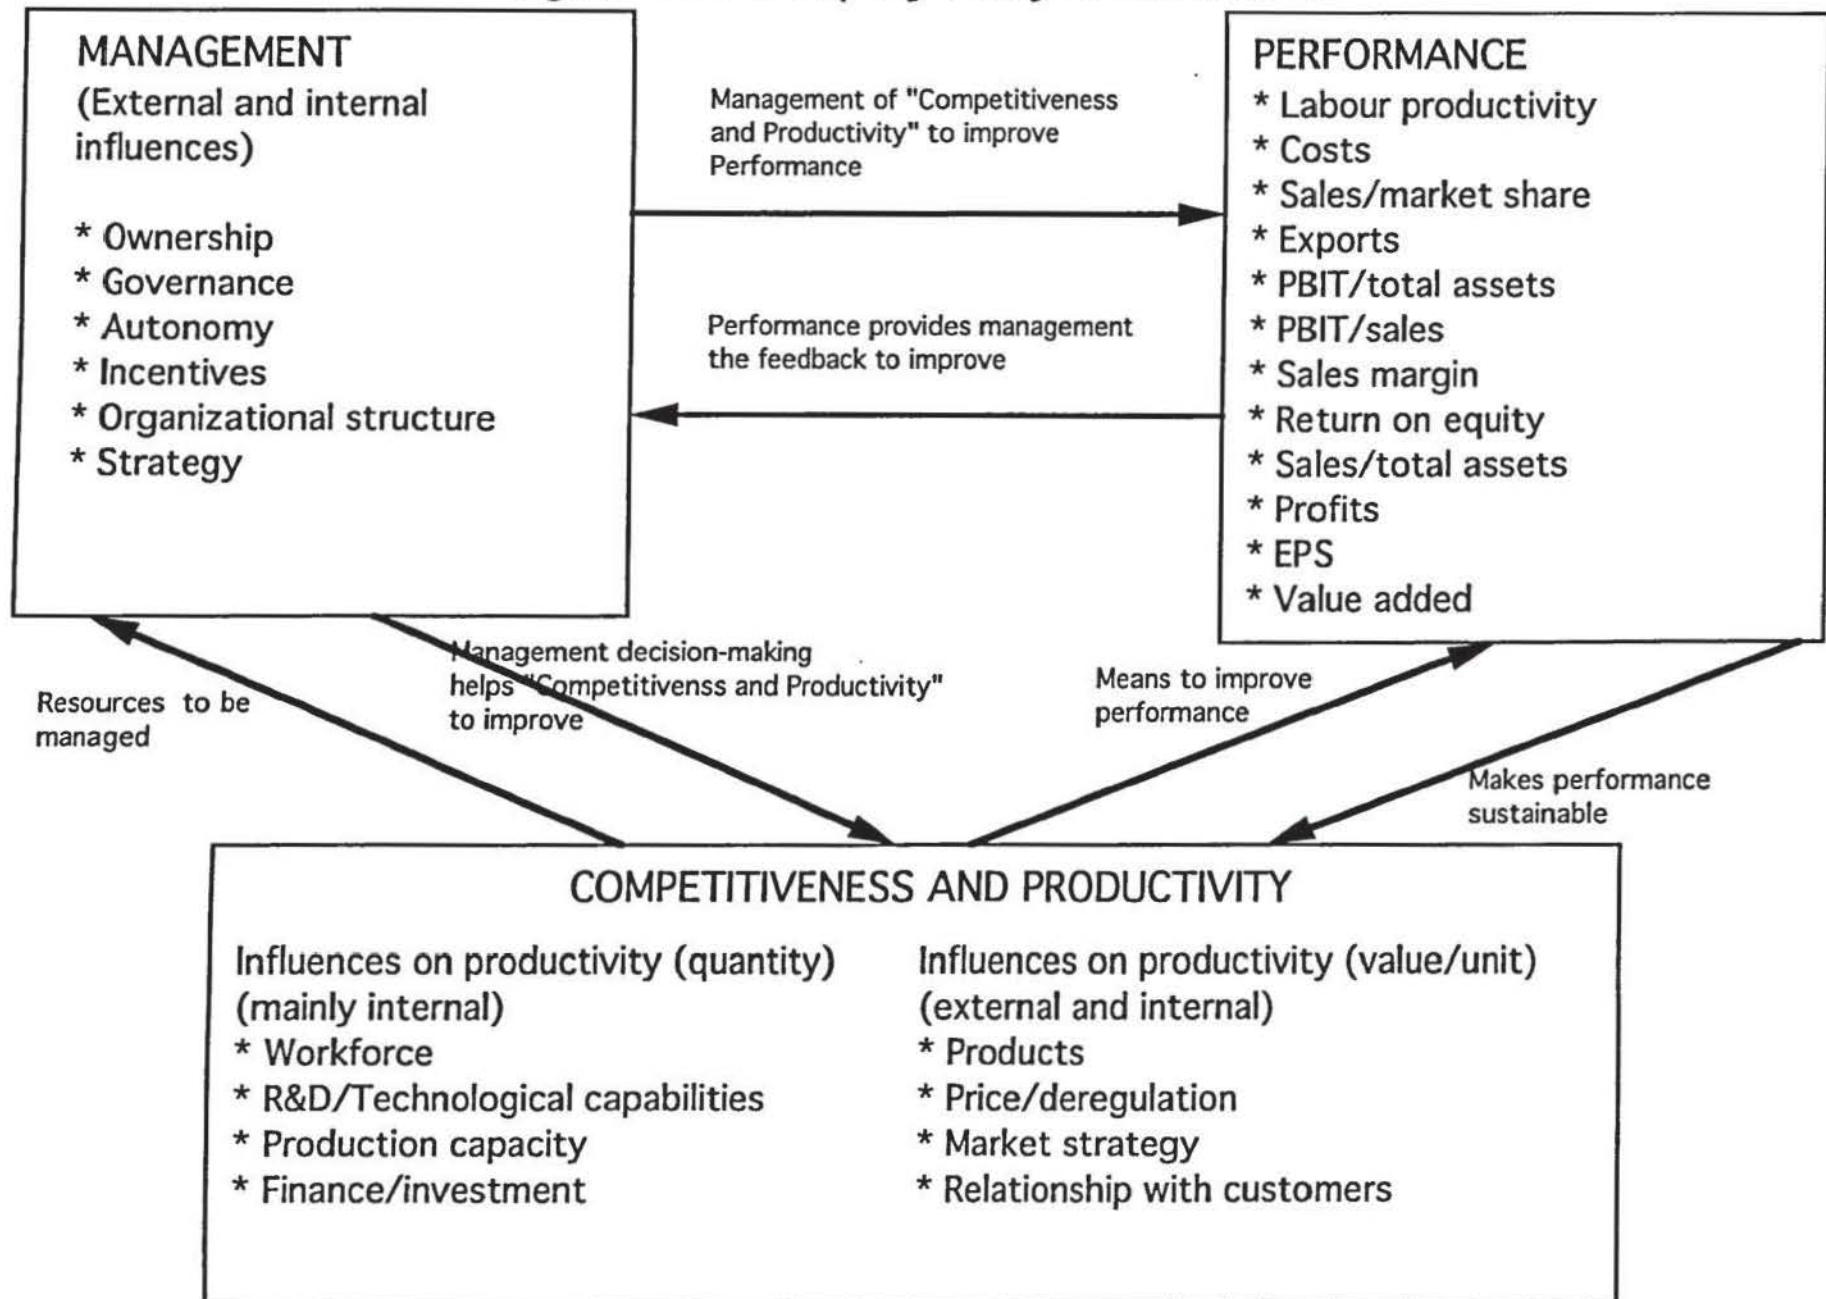 MANAGEMENT
(External and internal
influences)
* Ownership
* Governance
* Autonomy
* Incentives
* Organizational structure
* Strategy
Management of "Competitiveness
and Productivity" to improve
Performance
Performance provides management
the feedback to improve
PERFORMANCE
* Labour productivity
* Costs
* Sales/market share
* Exports
* PBIT/total assets
* PBIT/sales
* Sales margin
* Return on equity
* Sales/total assets
* Profits
* EPS
* Value added
Resources to be
managed
Management decision-making
helps "Competitivenss and Productivity"
to improve
Means to improve
performance
Makes performance
sustainable
COMPETITIVENESS AND PRODUCTIVITY
Influences on productivity (quantity)
(mainly internal)
* Workforce
* R&D/Technological capabilities
* Production capacity
* Finance/investment
Influences on productivity (value/unit)
(external and internal)
* Products
* Price/deregulation
* Market strategy
* Relationship with customers